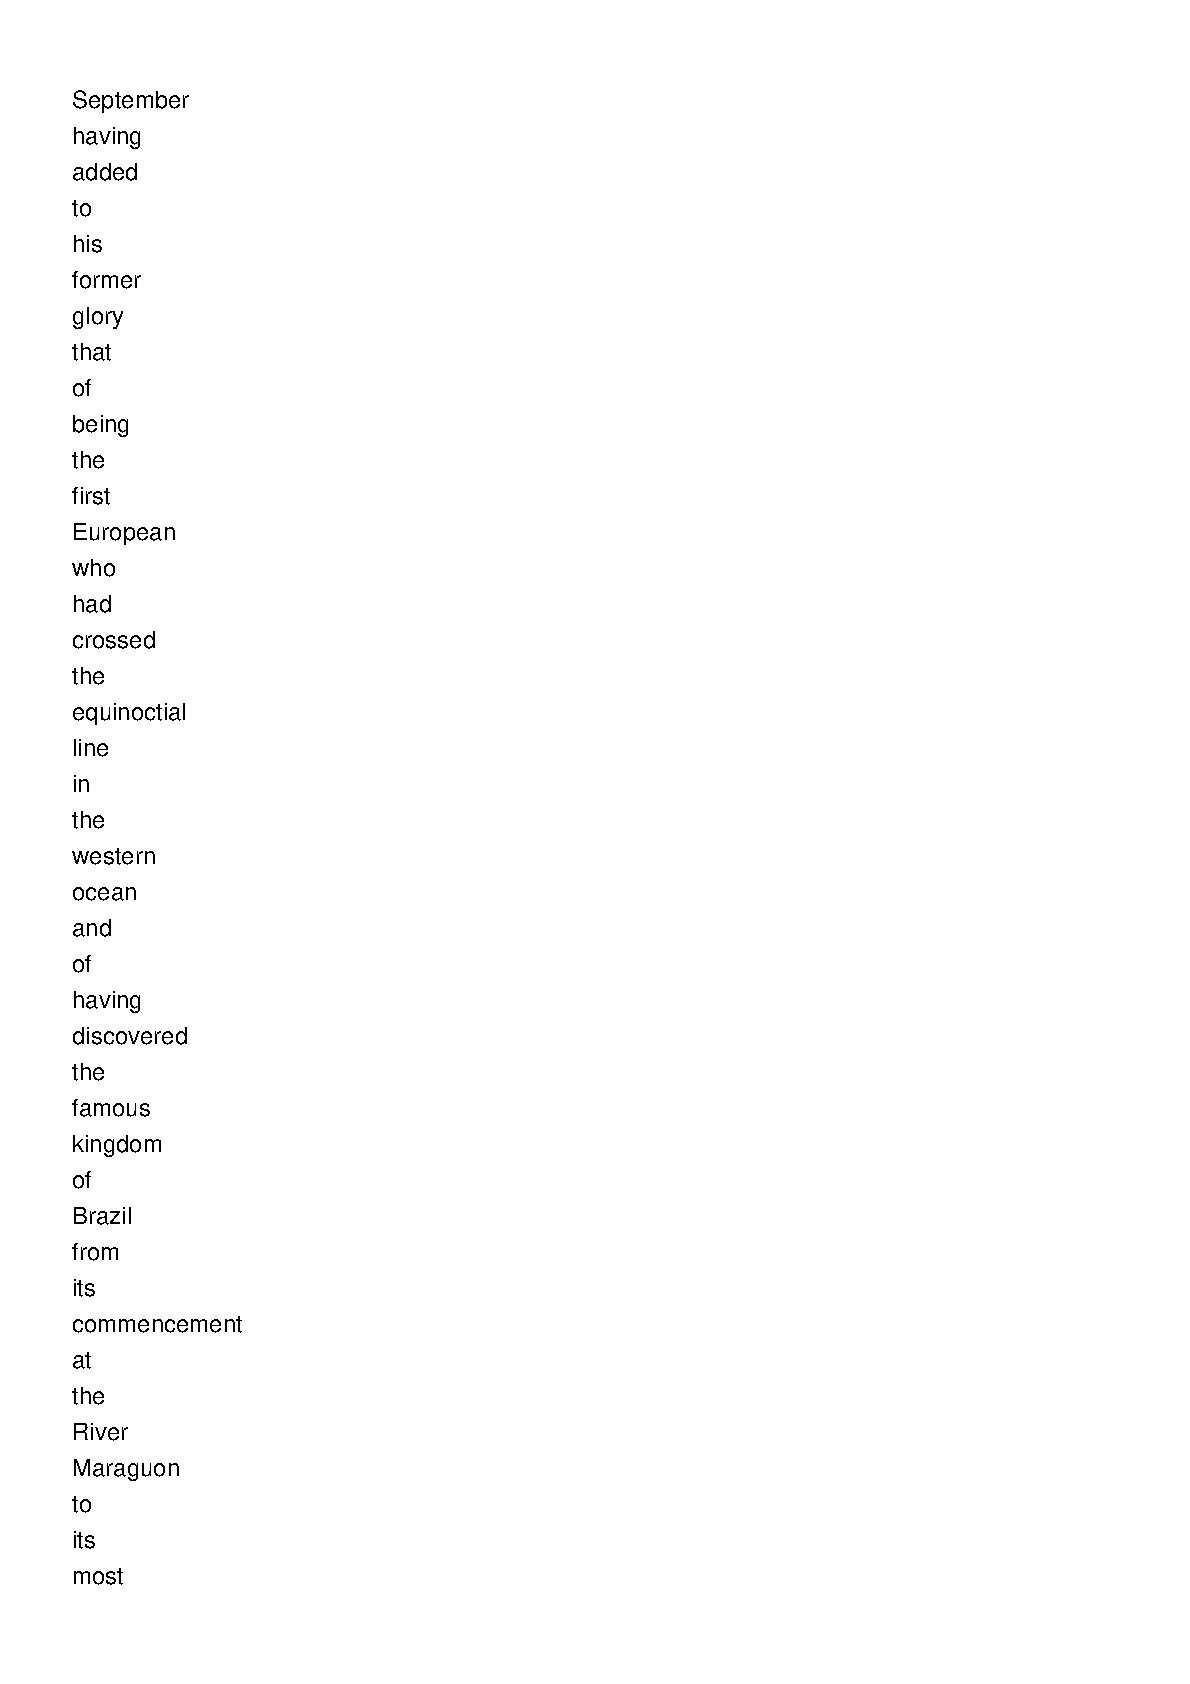 September
having
added
to
his
former
glory
that
of
being
the
first
European
who
had
crossed
the
equinoctial
line
in
the
western
ocean
and
of
having
discovered
the
famous
kingdom
of
Brazil
from
its
commencement
at
the
River
Maraguon
to
its
most